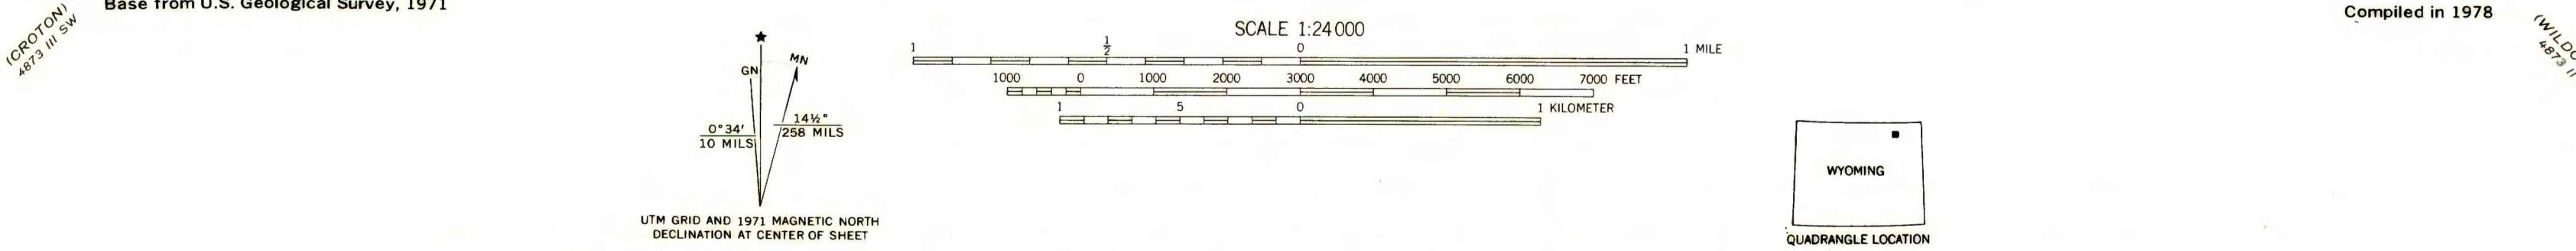 Base from U.S. Geological Survey, 1971
Compiled in 1978
(CROTON)
4873 III SW
SCALE 1:24 000
1 ½ 0 1 MILE
1000 0 1000 2000 3000 4000 5000 6000 7000 FEET
1 5 0 1 KILOMETER
GN
MN
0°34'
10 MILS
14½°
258 MILS
UTM GRID AND 1971 MAGNETIC NORTH
DECLINATION AT CENTER OF SHEET
WYOMING
QUADRANGLE LOCATION